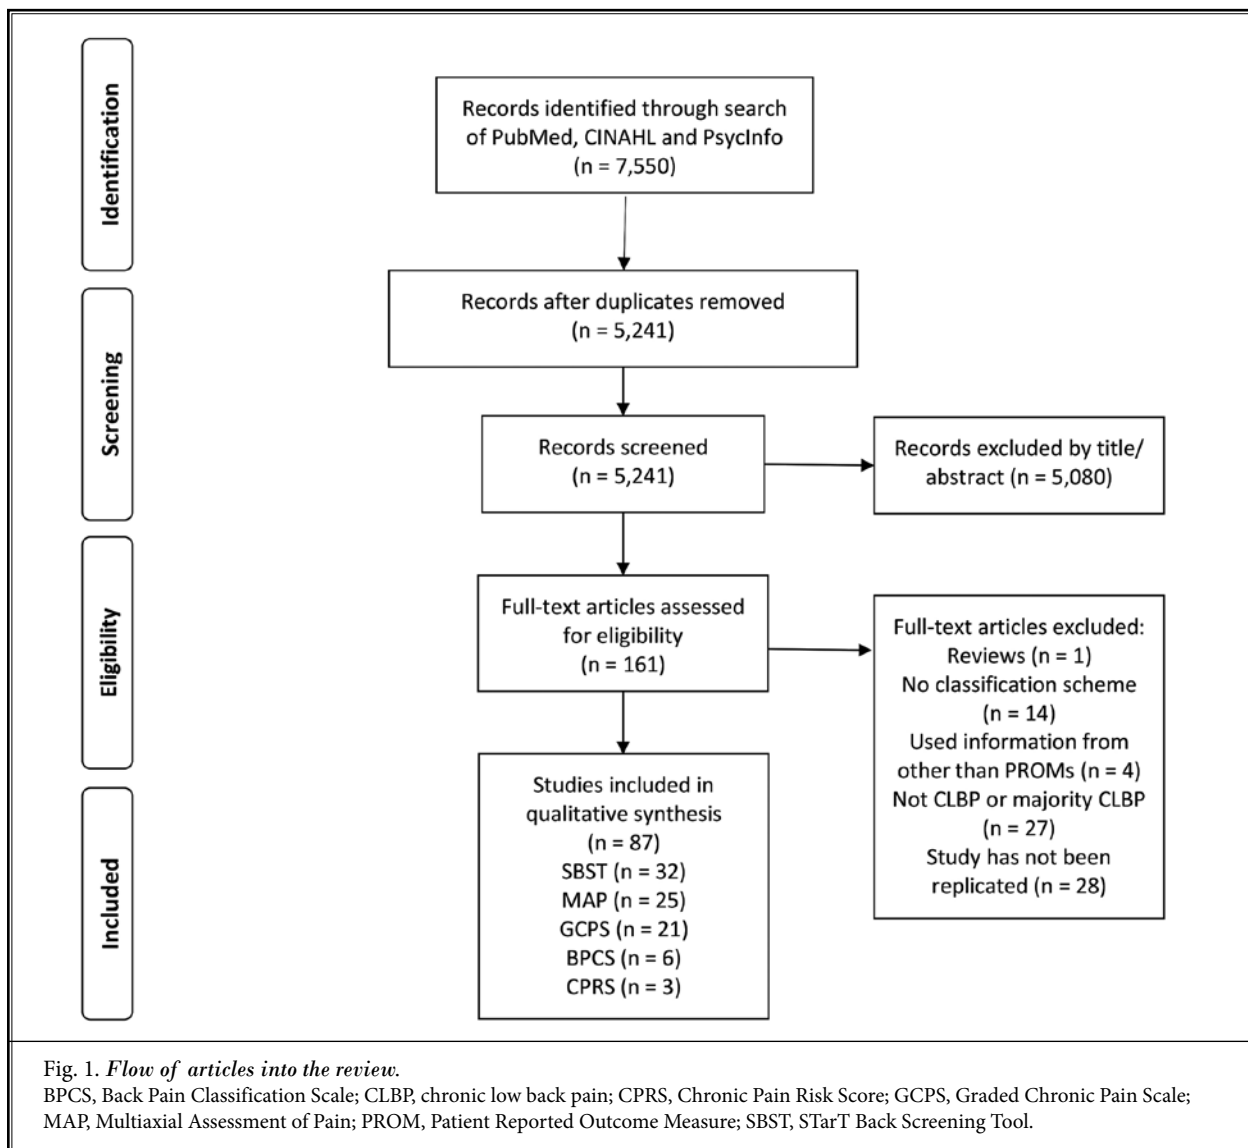 Identification
Records identified through search
of PubMed, CINAHL and PsycInfo
(n = 7,550)
Records after duplicates removed
(n = 5,241)
Screening
Records screened
(n = 5,241)
Records excluded by title/
abstract (n = 5,080)
Eligibility
Full-text articles assessed
for eligibility
(n = 161)
Full-text articles excluded:
Reviews (n = 1)
No classification scheme
(n = 14)
Used information from
other than PROMs (n = 4)
Not CLBP or majority CLBP
(n = 27)
Study has not been
replicated (n = 28)
Included
Studies included in
qualitative synthesis
(n = 87)
SBST (n = 32)
MAP (n = 25)
GCPS (n = 21)
BPCS (n = 6)
CPRS (n = 3)
Fig. 1. Flow of articles into the review.
BPCS, Back Pain Classification Scale; CLBP, chronic low back pain; CPRS, Chronic Pain Risk Score; GCPS, Graded Chronic Pain Scale;
MAP, Multiaxial Assessment of Pain; PROM, Patient Reported Outcome Measure; SBST, STarT Back Screening Tool.